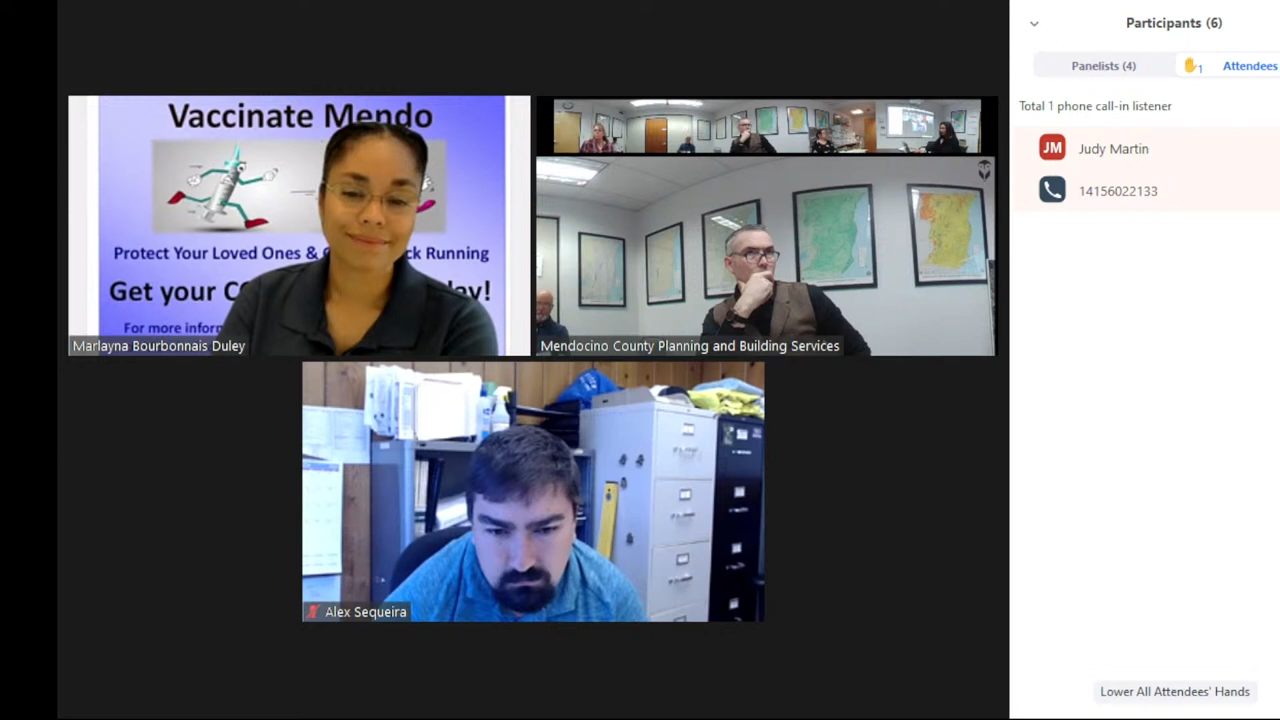 Participants (6)
Panelists (4)
1
Attendees
Total 1 phone call-in listener
JM
Judy Martin
14156022133
Vaccinate Mendo
Protect Your Loved Ones &
ck Running
Get your
ay!
For more
Marlayna Bourbonnais Duley
Mendocino County Planning and Building Services
Alex Sequeira
Lower All Attendees' Hands